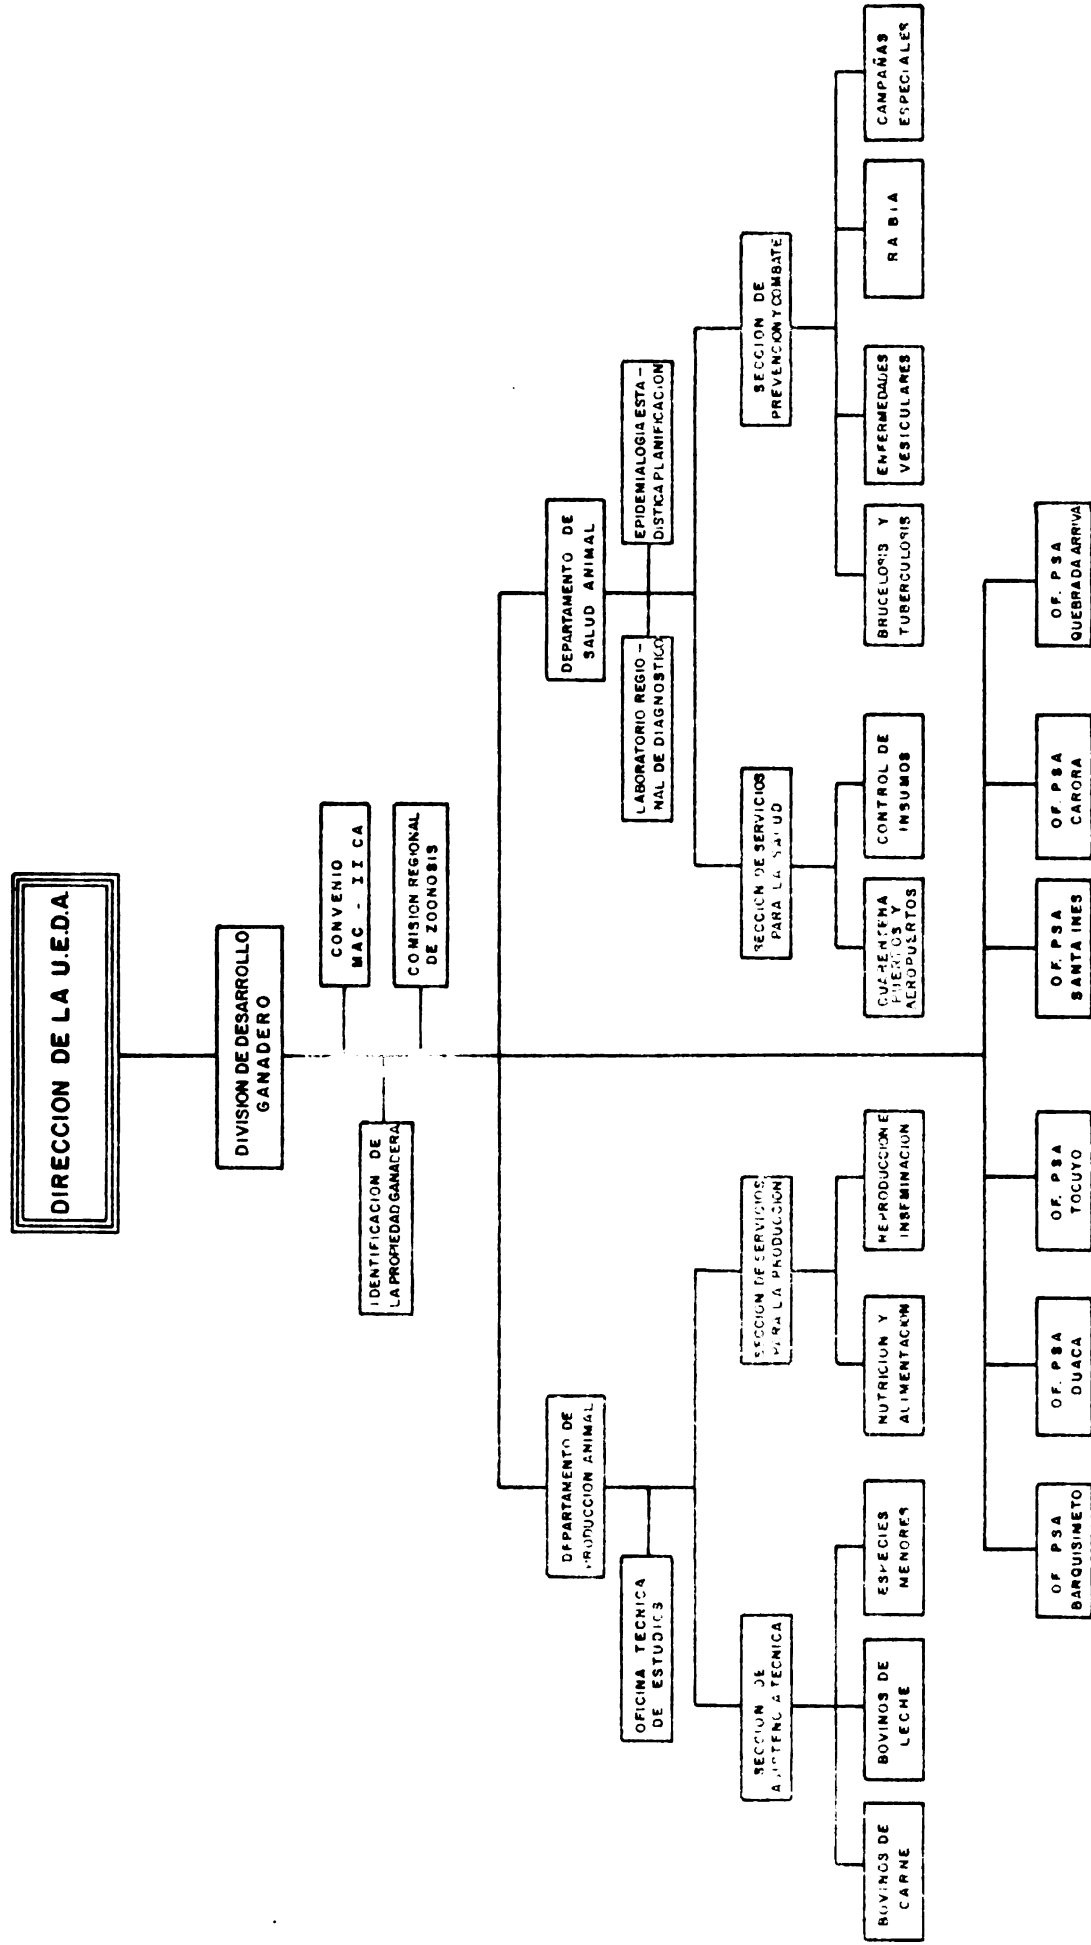 DIRECCION DE LA U.E.D.A.
DIVISION DE DESARROLLO
GANADERO
CONVENIO
MAC - IICA
IDENTIFICACION DE
LA PROPIEDAD GANADERA
COMISION REGIONAL
DE ZOONOSIS
DEPARTAMENTO DE
PRODUCCION ANIMAL
DEPARTAMENTO DE
SALUD ANIMAL
OFICINA TECNICA
DE ESTUDIOS
LABORATORIO REGIO-
NAL DE DIAGNOSTICO
EPIDEMIALOGIA ESTA-
DISTICA PLANIFICACION
SECCION DE
ASISTENCIA TECNICA
SECCION DE SERVICIOS
PARA LA PRODUCCION
SECCION DE SERVICIOS
PARA LA SALUD
SECCION DE
PREVENCION Y COMBATE
BOVINOS DE
CARNE
BOVINOS DE
LECHE
ESPECIES
MENORES
NUTRICION Y
ALIMENTACION
REPRODUCCION E
INSEMINACION
CUARENTENA
PUERTOS Y
AEROPUERTOS
CONTROL DE
INSUMOS
BRUCELOSIS Y
TUBERCULOSIS
ENFERMEDADES
VESICULARES
RABIA
CAMPAÑAS
ESPECIALES
OF. PSA
BARQUISIMETO
OF. PSA
DUACA
OF. PSA
TOCUYO
OF. PSA
SANTA INES
OF. PSA
CARORA
OF. PSA
QUEBRADA ARRIVA